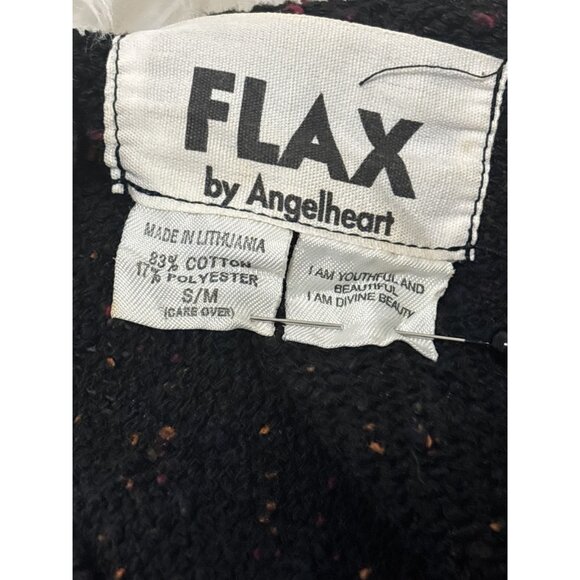 FLAX
by Angelheart
MADE IN LITHUANIA
83% COTTON
17% POLYESTER
S/M
(CARE OVER)
I AM YOUTHFUL AND
BEAUTIFUL
I AM DIVINE BEAUTY